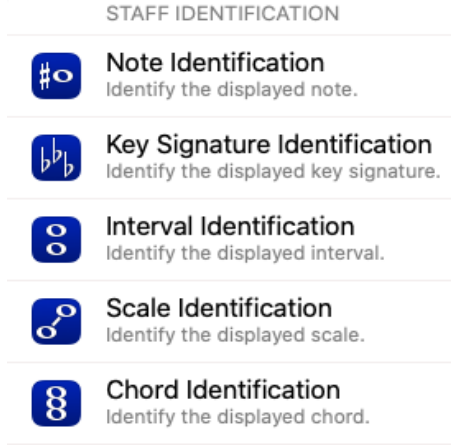 STAFF IDENTIFICATION
Note Identification
Identify the displayed note.
Key Signature Identification
Identify the displayed key signature.
Interval Identification
Identify the displayed interval.
Scale Identification
Identify the displayed scale.
Chord Identification
Identify the displayed chord.